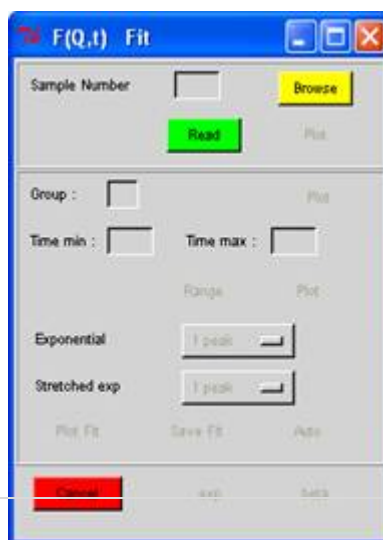 F(Q,t) Fit
Sample Number Browse
Read Plot
Group : Plot
Time min : Time max :
Range Plot
Exponential 1 peak
Stretched exp 1 peak
Plot Fit Save Fit Auto
Cancel exp beta